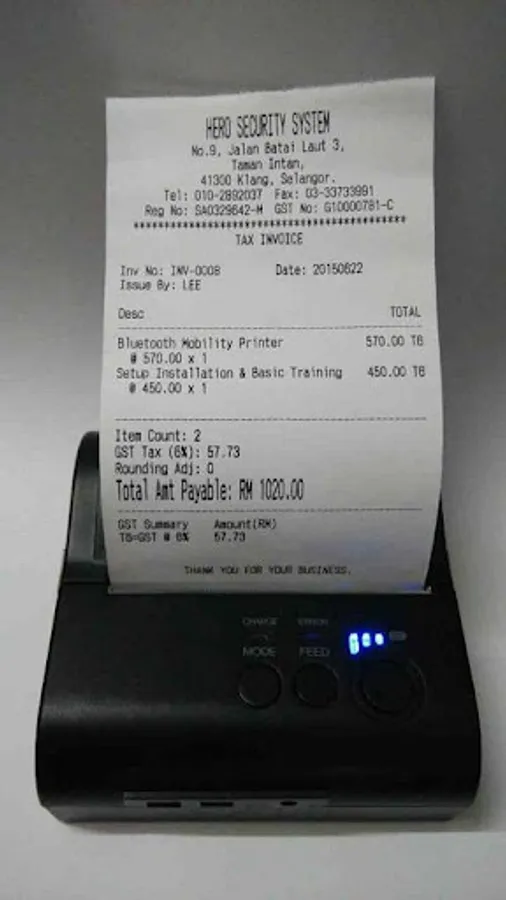 HERO SECURITY SYSTEM
No.9, Jalan Batai Laut 3,
Taman Intan,
41300 Klang, Selangor.
Tel: 010-2892037 Fax: 03-33733991
Reg No: SA0329642-M GST No: G10000781-C
****************************************
TAX INVOICE
Inv No: INV-0008 Date: 20150622
Issue By: LEE
Desc TOTAL
Bluetooth Mobility Printer 570.00 T6
@ 570.00 x 1
Setup Installation & Basic Training 450.00 T6
@ 450.00 x 1
Item Count: 2
GST Tax (6%): 57.73
Rounding Adj: 0
Total Amt Payable: RM 1020.00
GST Summary Amount(RM)
T6=GST @ 6% 57.73
THANK YOU FOR YOUR BUSINESS.
CHARGE ERROR
MODE FEED